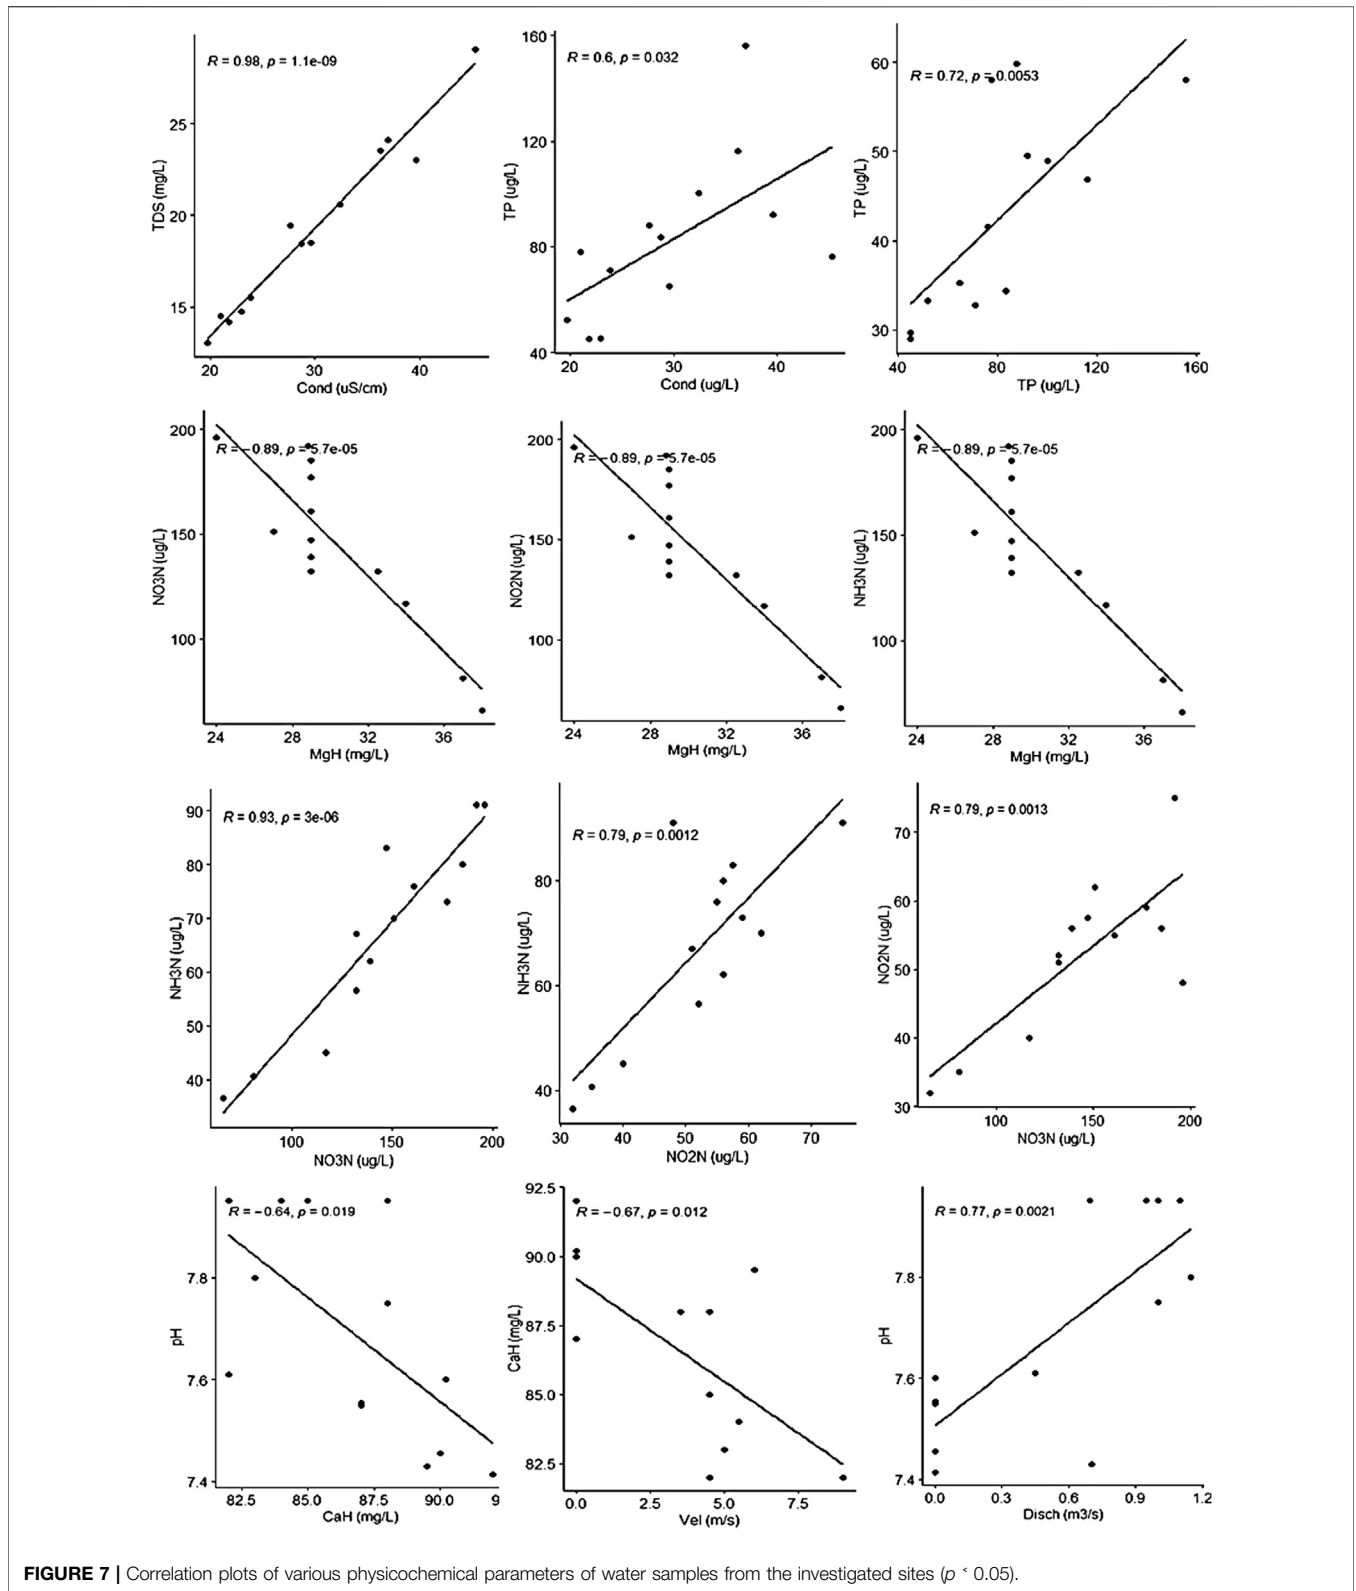 R = 0.98, p = 1.1e-09
25
20
15
TDS (mg/L)
20 30 40
Cond (uS/cm)
R = 0.6, p = 0.032
160
120
80
40
TP (ug/L)
20 30 40
Cond (ug/L)
R = 0.72, p = 0.0053
60
50
40
30
TP (ug/L)
40 80 120 160
TP (ug/L)
R = −0.89, p = 5.7e-05
200
150
100
NO3N (ug/L)
24 28 32 36
MgH (mg/L)
R = −0.89, p = 5.7e-05
200
150
100
NO2N (ug/L)
24 28 32 36
MgH (mg/L)
R = −0.89, p = 5.7e-05
200
150
100
NH3N (ug/L)
24 28 32 36
MgH (mg/L)
R = 0.93, p = 3e-06
90
80
70
60
50
40
NH3N (ug/L)
100 150 200
NO3N (ug/L)
R = 0.79, p = 0.0012
80
60
40
NH3N (ug/L)
30 40 50 60 70
NO2N (ug/L)
R = 0.79, p = 0.0013
70
60
50
40
30
NO2N (ug/L)
100 150 200
NO3N (ug/L)
R = −0.64, p = 0.019
7.8
7.6
7.4
pH
82.5 85.0 87.5 90.0 9
CaH (mg/L)
R = −0.67, p = 0.012
92.5
90.0
87.5
85.0
82.5
CaH (mg/L)
0.0 2.5 5.0 7.5
Vel (m/s)
R = 0.77, p = 0.0021
7.8
7.6
7.4
pH
0.0 0.3 0.6 0.9 1.2
Disch (m3/s)
FIGURE 7 | Correlation plots of various physicochemical parameters of water samples from the investigated sites (p < 0.05).